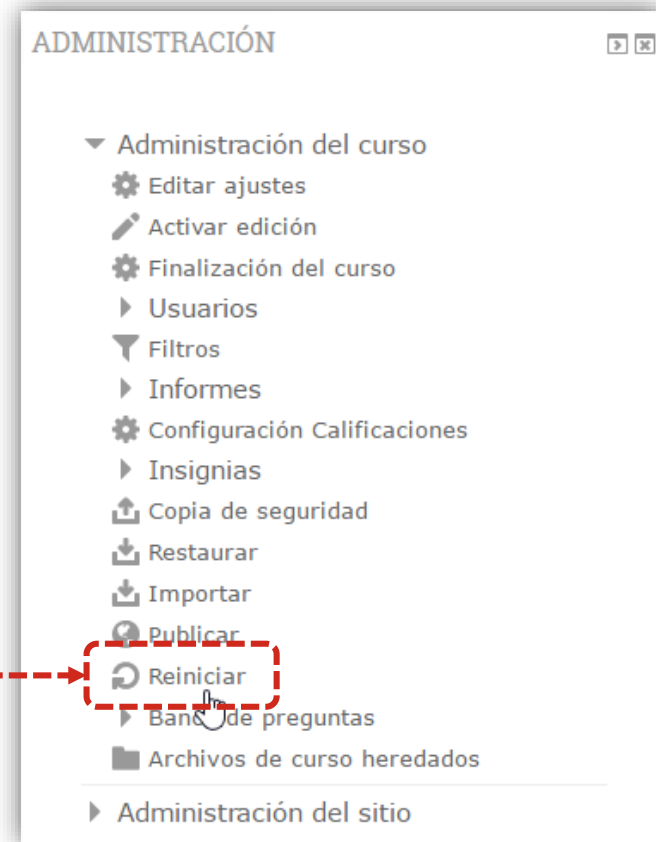 ADMINISTRACIÓN
Administración del curso
Editar ajustes
Activar edición
Finalización del curso
Usuarios
Filtros
Informes
Configuración Calificaciones
Insignias
Copia de seguridad
Restaurar
Importar
Publicar
Reiniciar
Banco de preguntas
Archivos de curso heredados
Administración del sitio